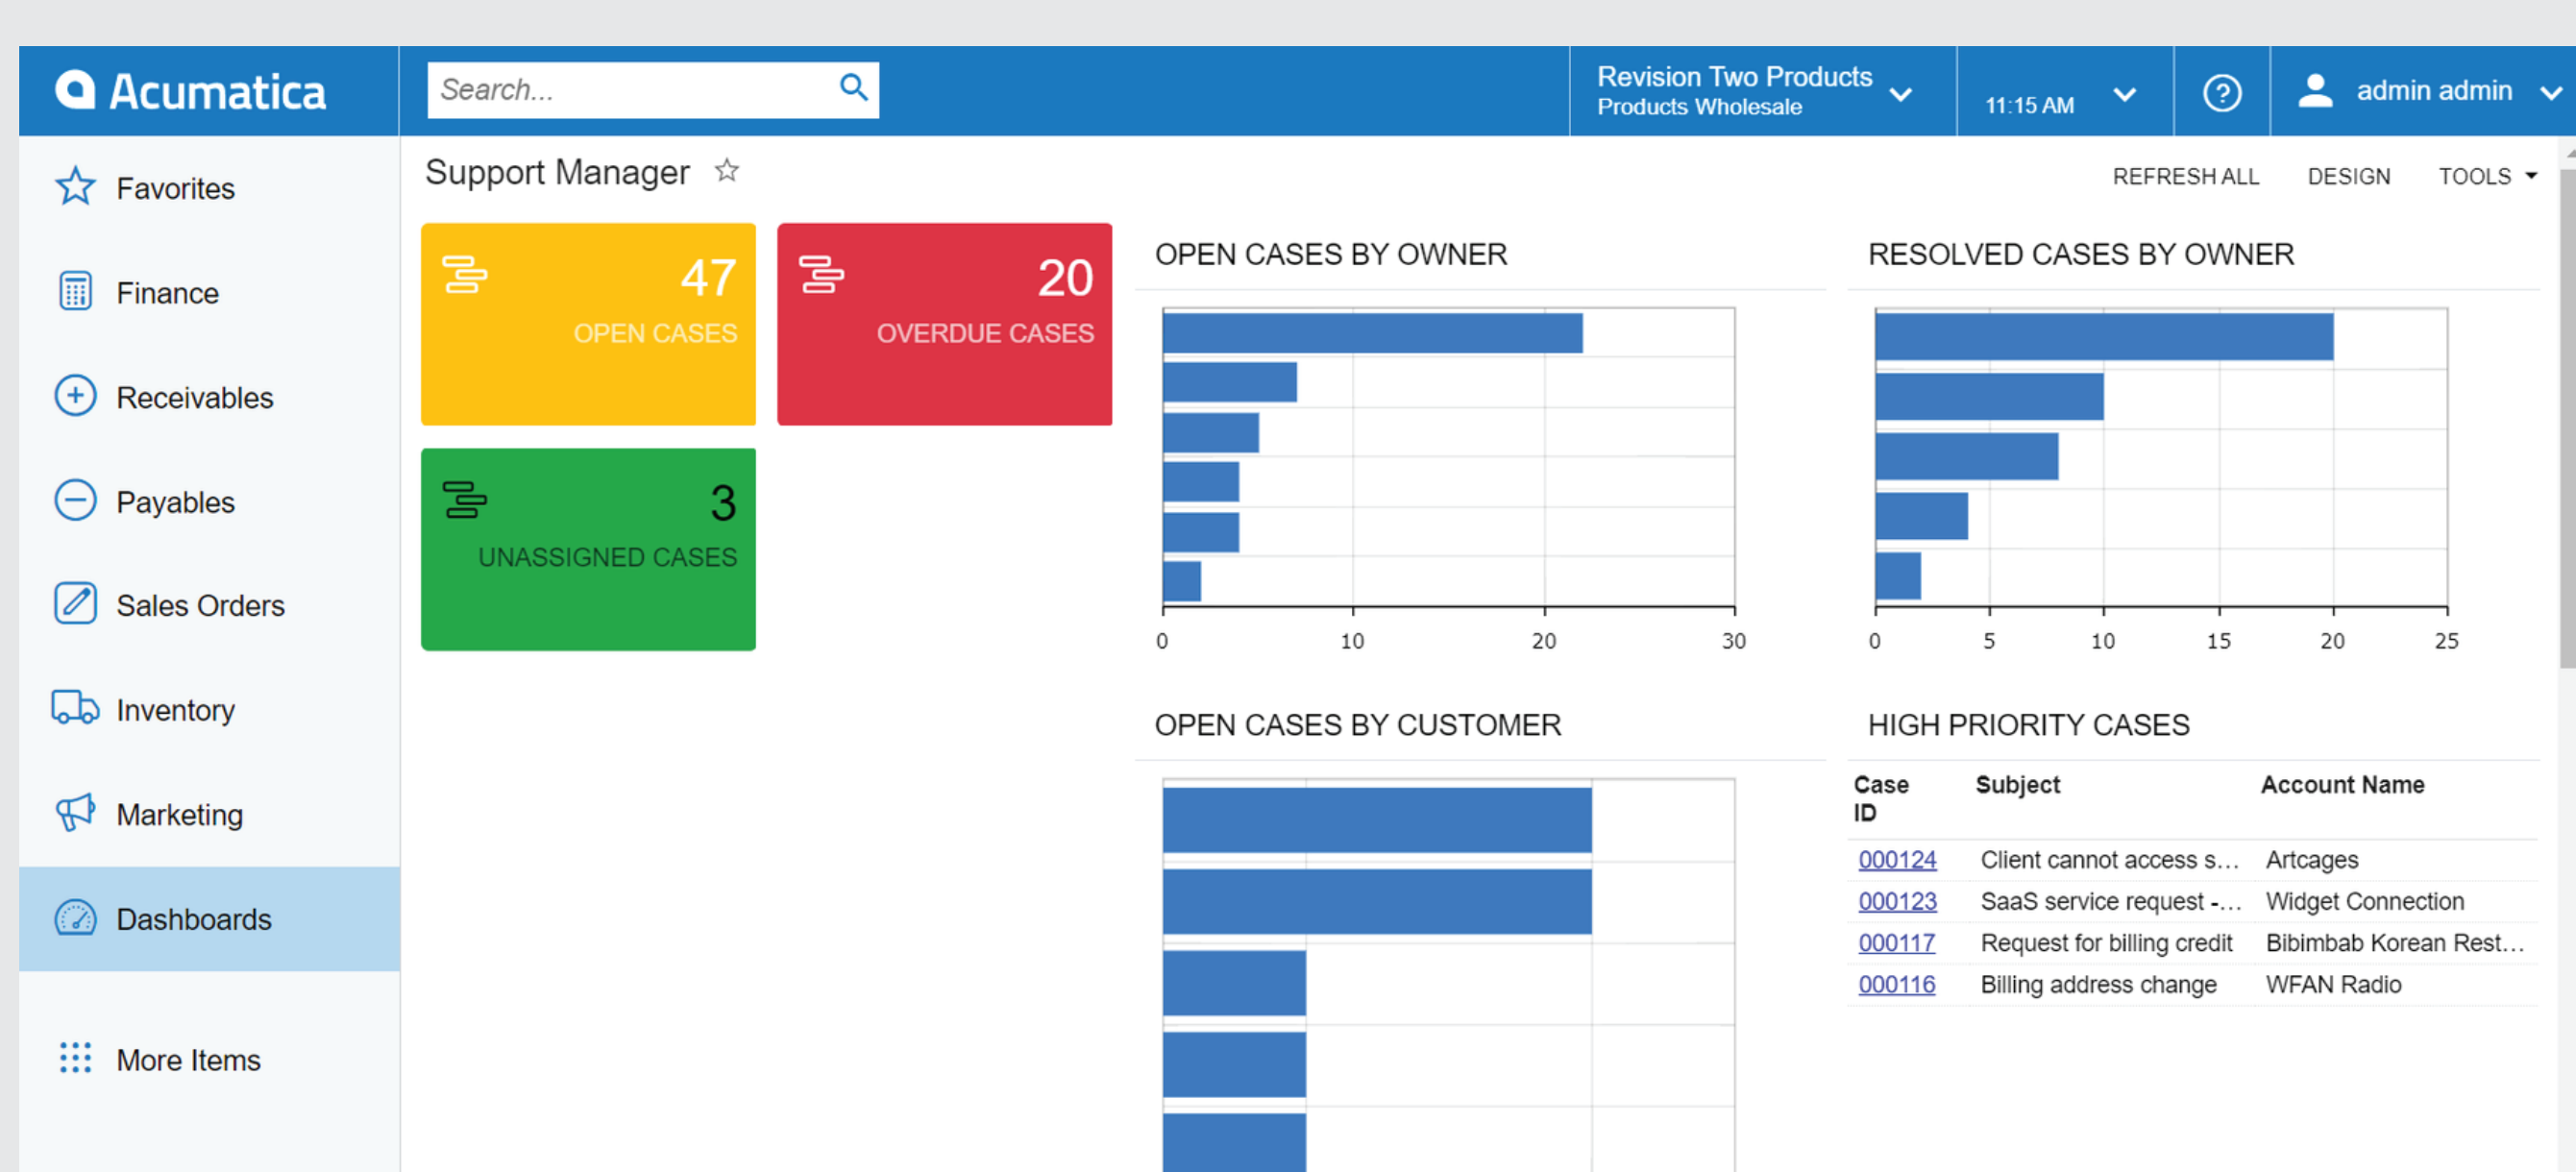 Acumatica
Search...
Revision Two Products
Products Wholesale
11:15 AM
?
admin admin
Favorites
Finance
Receivables
Payables
Sales Orders
Inventory
Marketing
Dashboards
More Items
Support Manager
REFRESH ALL
DESIGN
TOOLS
47
OPEN CASES
20
OVERDUE CASES
3
UNASSIGNED CASES
OPEN CASES BY OWNER
0 10 20 30
RESOLVED CASES BY OWNER
0 5 10 15 20 25
OPEN CASES BY CUSTOMER
HIGH PRIORITY CASES
Case Subject Account Name
ID
000124 Client cannot access s... Artcages
000123 SaaS service request -... Widget Connection
000117 Request for billing credit Bibimbab Korean Rest...
000116 Billing address change WFAN Radio